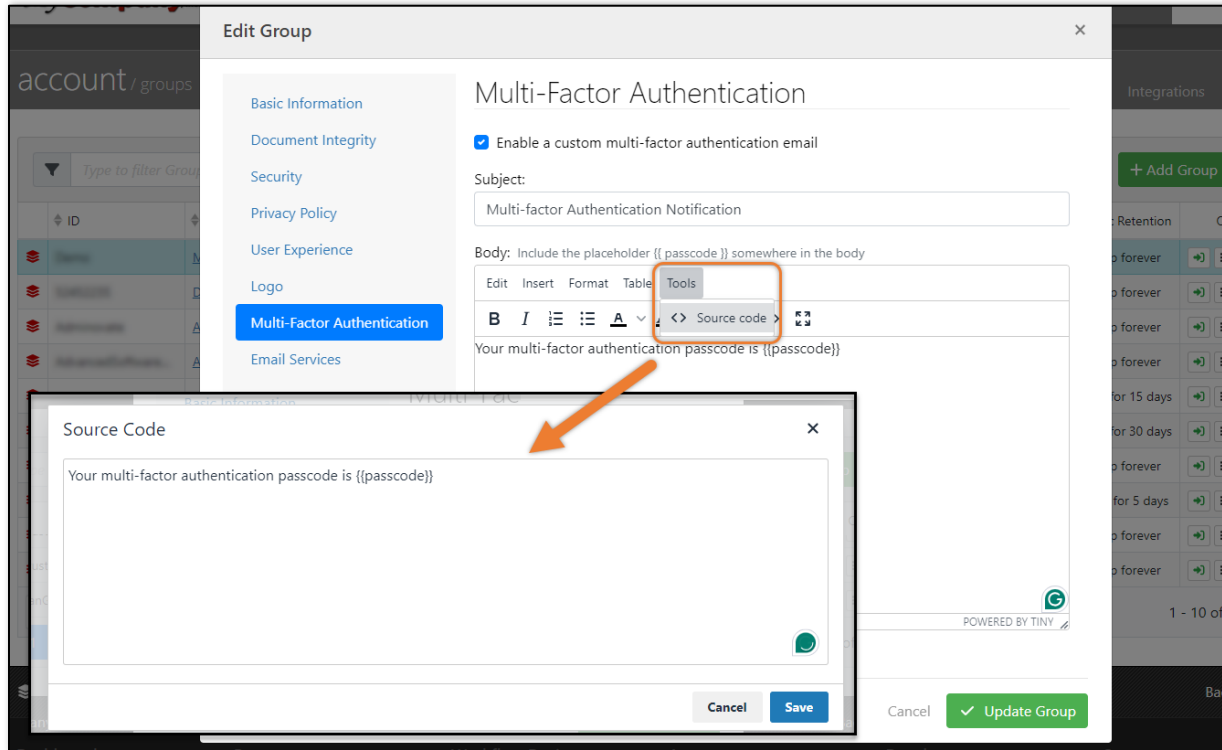 Edit Group
×
account / groups
Integrations
Basic Information
Document Integrity
Security
Privacy Policy
User Experience
Logo
Multi-Factor Authentication
Email Services
Multi-Factor Authentication
Enable a custom multi-factor authentication email
Subject:
Multi-factor Authentication Notification
Body: Include the placeholder {{ passcode }} somewhere in the body
Edit Insert Format Table Tools
B I A <> Source code
Your multi-factor authentication passcode is {{passcode}}
POWERED BY TINY
Cancel Update Group
Type to filter
+ Add Group
ID
Retention
forever
forever
forever
forever
for 15 days
for 30 days
forever
for 5 days
forever
forever
1 - 10 of
Basic Information
Source Code
×
Your multi-factor authentication passcode is {{passcode}}
Cancel Save